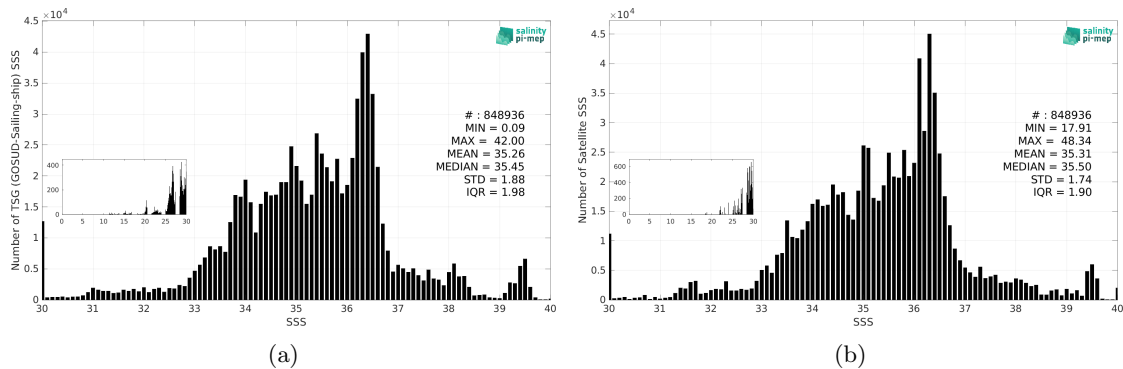 ×10⁴
4.5
4
3.5
3
2.5
2
1.5
1
0.5
0
Number of TSG (GOSUD-Sailing-ship) SSS
30 31 32 33 34 35 36 37 38 39 40
SSS
salinity
pi-mep
# : 848936
MIN = 0.09
MAX = 42.00
MEAN = 35.26
MEDIAN = 35.45
STD = 1.88
IQR = 1.98
400
200
0
0 5 10 15 20 25 30
(a)
×10⁴
4.5
4
3.5
3
2.5
2
1.5
1
0.5
0
Number of Satellite SSS
30 31 32 33 34 35 36 37 38 39 40
SSS
salinity
pi-mep
# : 848936
MIN = 17.91
MAX = 48.34
MEAN = 35.31
MEDIAN = 35.50
STD = 1.74
IQR = 1.90
600
400
200
0
0 5 10 15 20 25 30
(b)